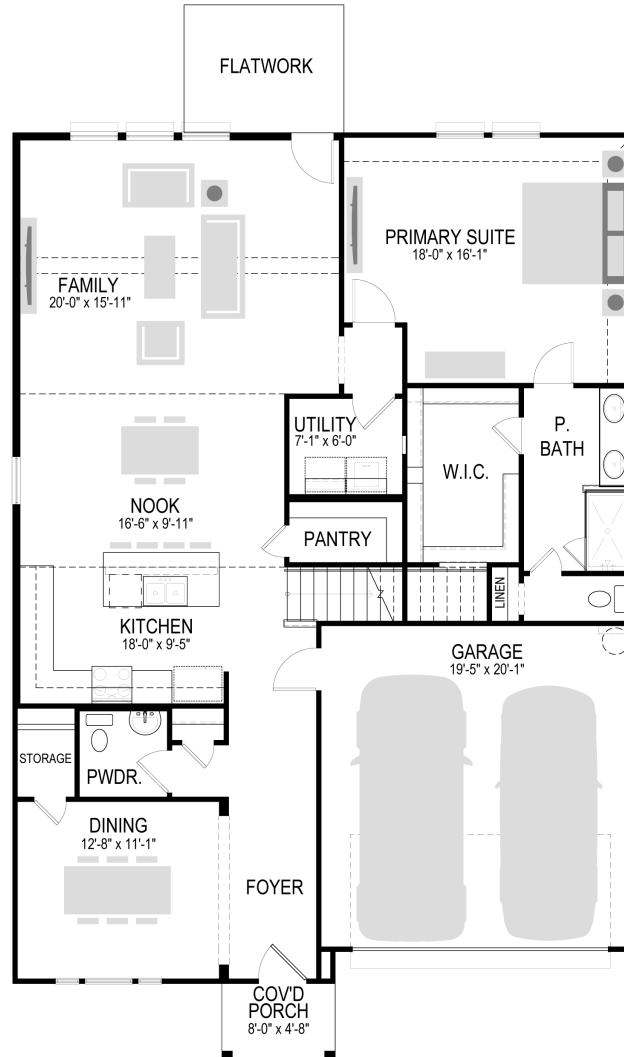 FLATWORK
PRIMARY SUITE
18'-0" x 16'-1"
FAMILY
20'-0" x 15'-11"
UTILITY
7'-1" x 6'-0"
P.
BATH
W.I.C.
NOOK
16'-6" x 9'-11"
PANTRY
LINEN
KITCHEN
18'-0" x 9'-5"
GARAGE
19'-5" x 20'-1"
STORAGE
PWDR.
DINING
12'-8" x 11'-1"
FOYER
COV'D
PORCH
8'-0" x 4'-8"